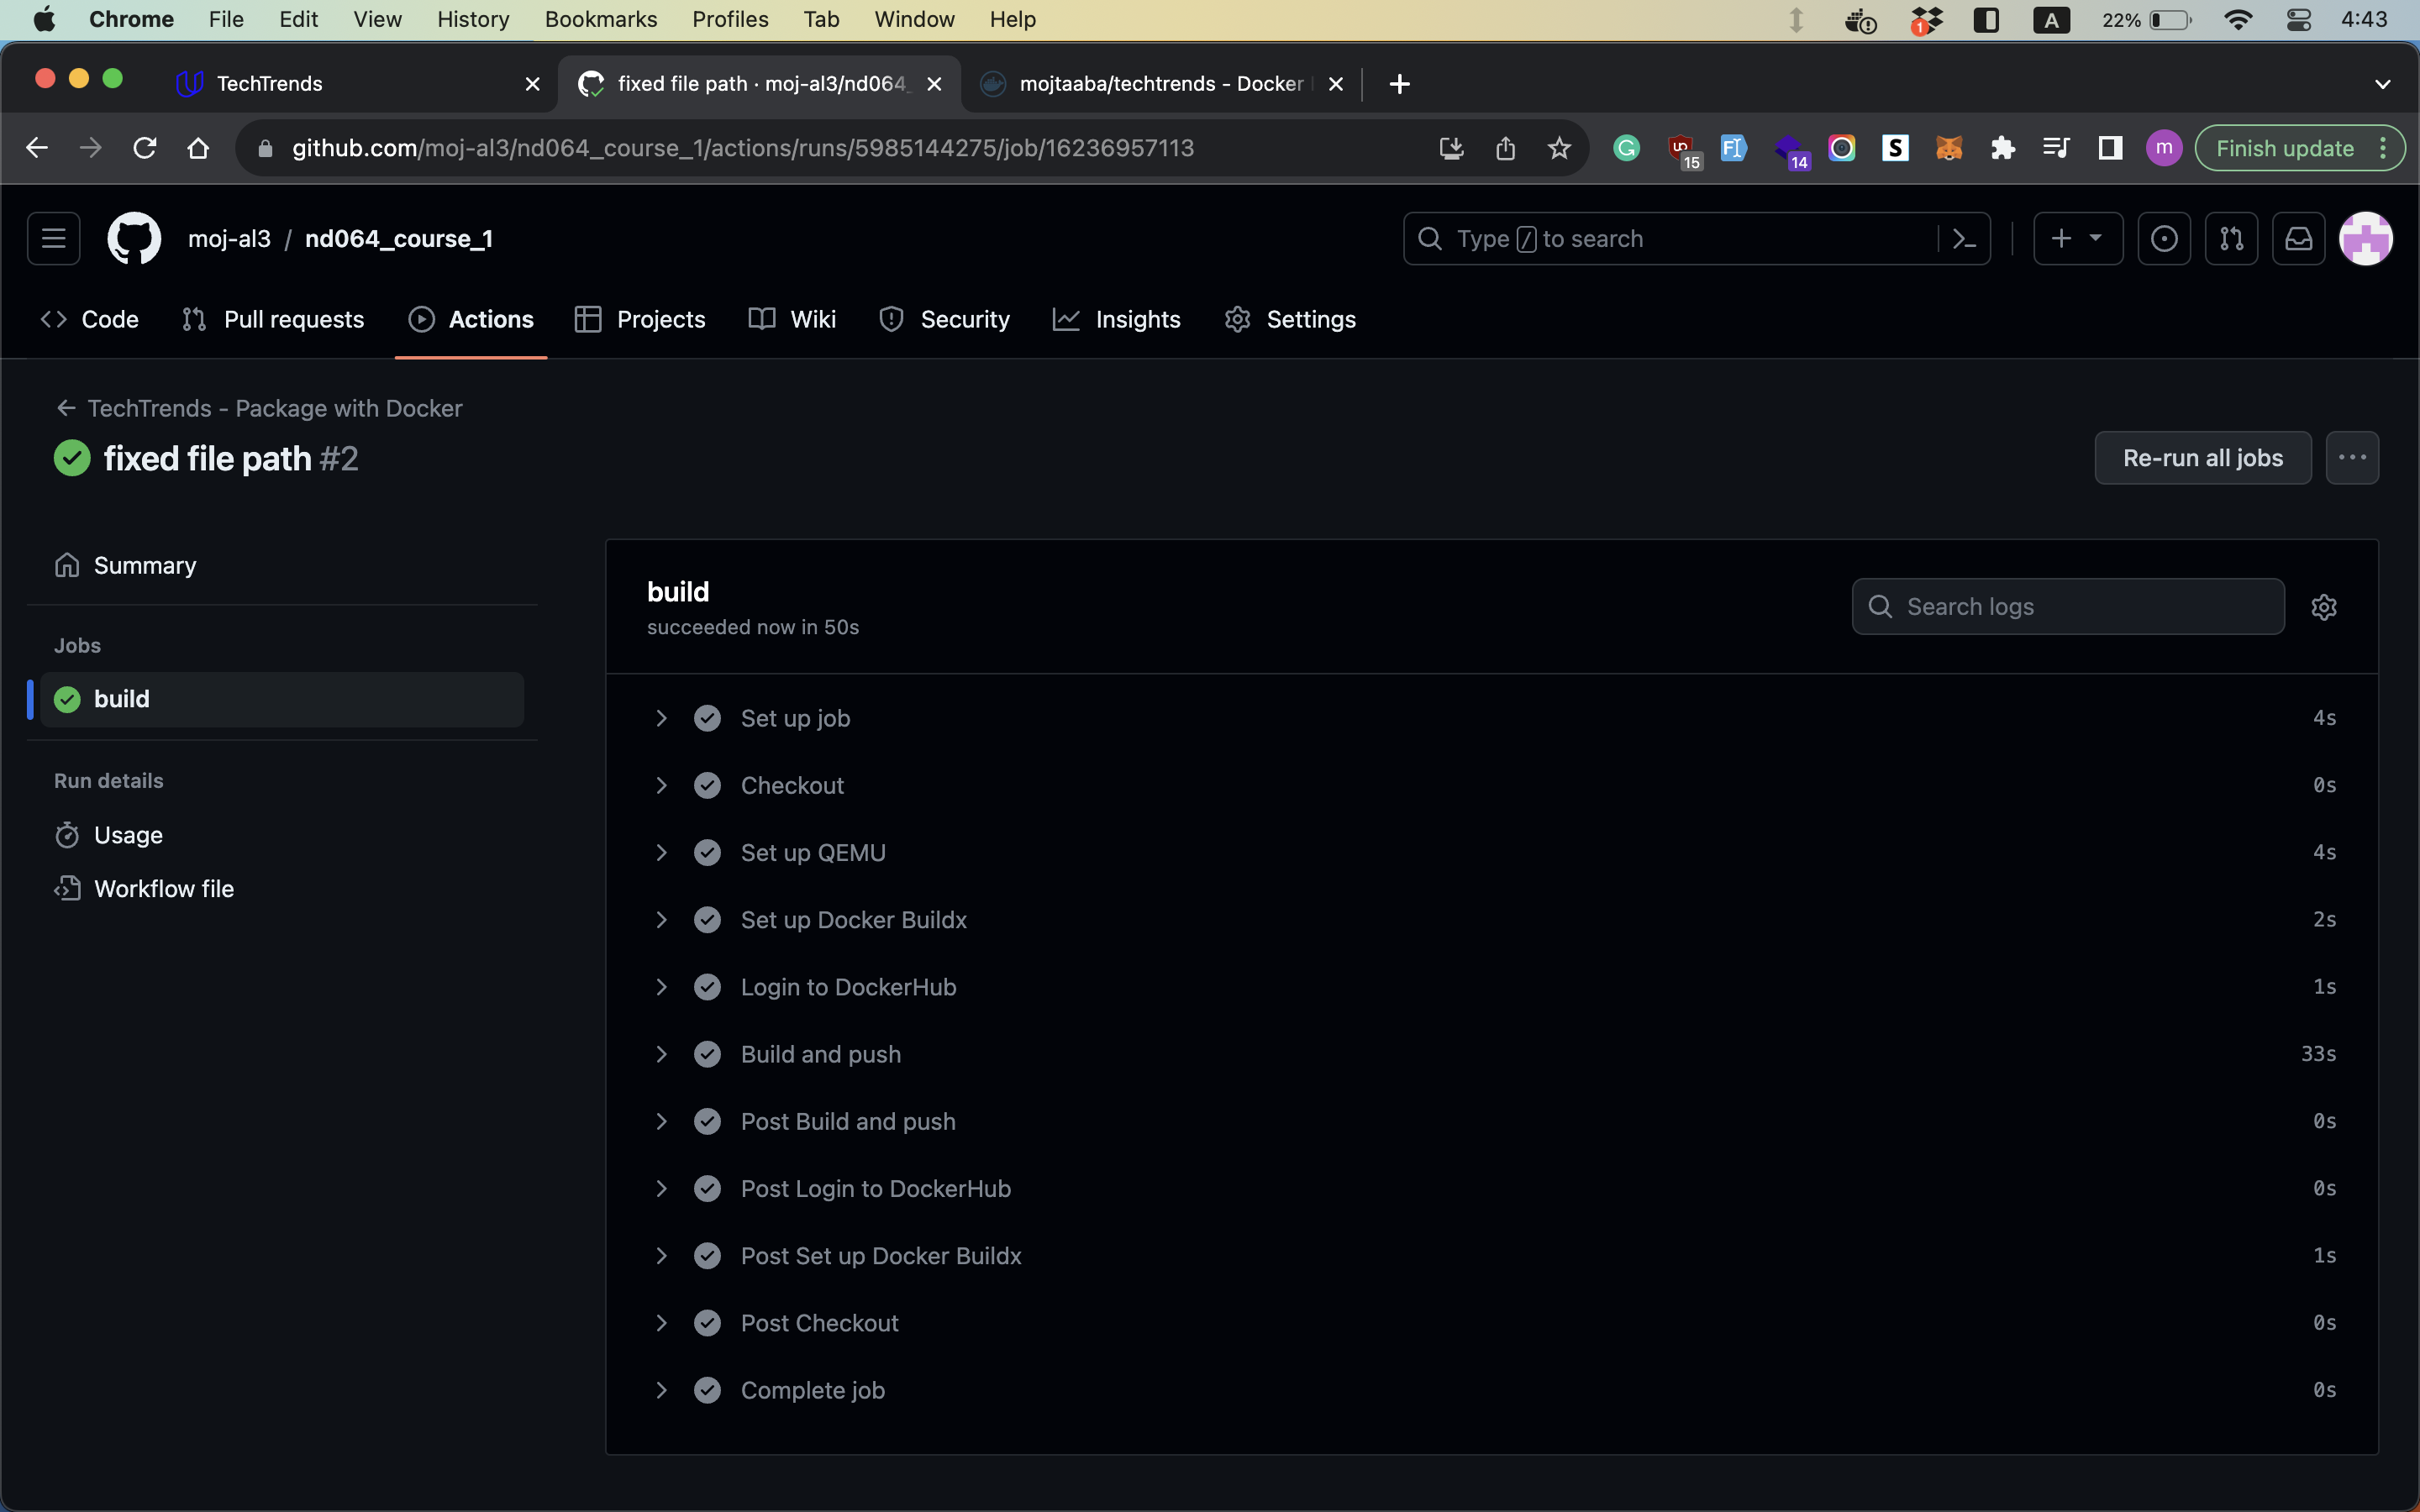 Chrome File Edit View History Bookmarks Profiles Tab Window Help 1 A 22% 4:43
TechTrends fixed file path · moj-al3/nd064_ mojtaaba/techtrends - Docker
github.com/moj-al3/nd064_course_1/actions/runs/5985144275/job/16236957113 15 14 S m Finish update
moj-al3 / nd064_course_1 Type / to search
Code Pull requests Actions Projects Wiki Security Insights Settings
TechTrends - Package with Docker
fixed file path #2 Re-run all jobs
Summary
Jobs
build
Run details
Usage
Workflow file
build
succeeded now in 50s
Search logs
Set up job 4s
Checkout 0s
Set up QEMU 4s
Set up Docker Buildx 2s
Login to DockerHub 1s
Build and push 33s
Post Build and push 0s
Post Login to DockerHub 0s
Post Set up Docker Buildx 1s
Post Checkout 0s
Complete job 0s